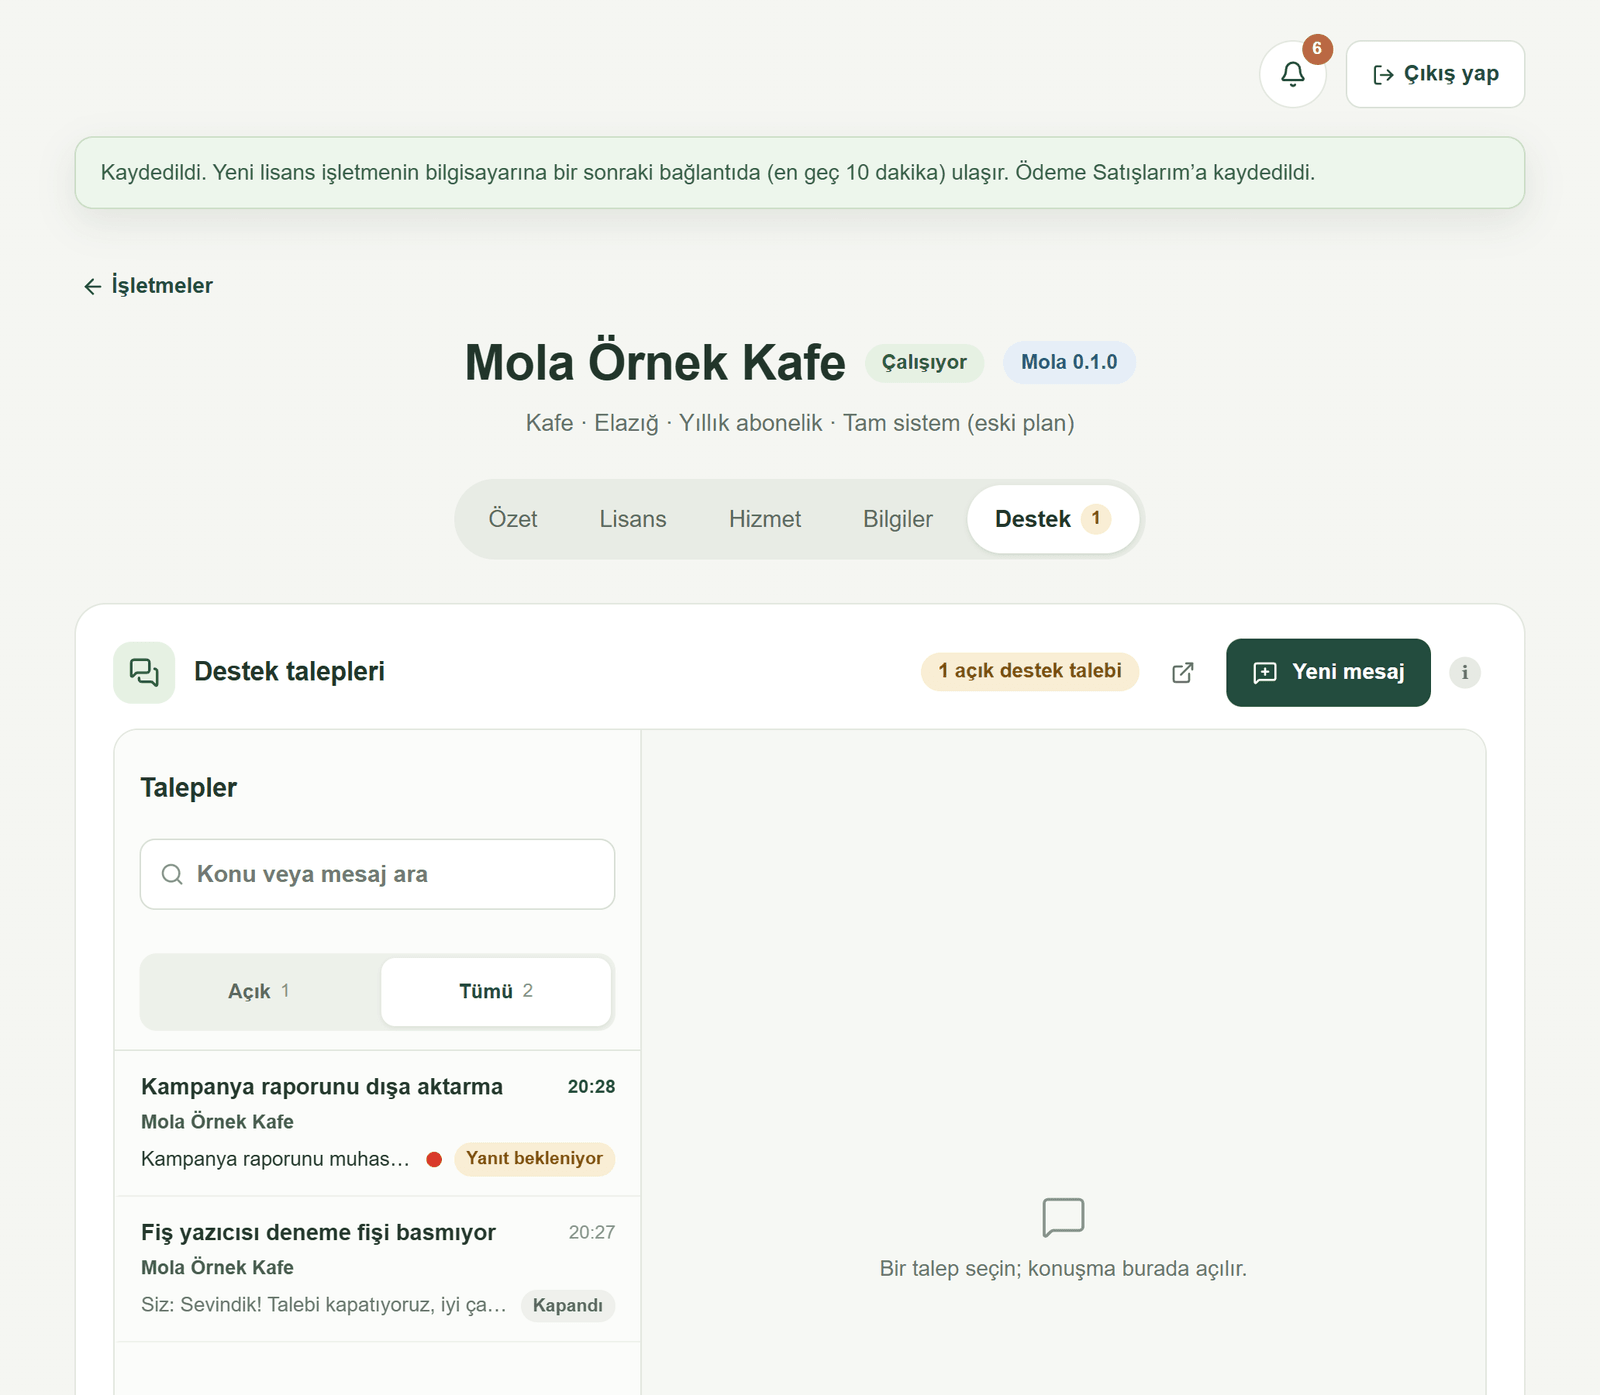 6
Çıkış yap
Kaydedildi. Yeni lisans işletmenin bilgisayarına bir sonraki bağlantıda (en geç 10 dakika) ulaşır. Ödeme Satışlarım’a kaydedildi.
İşletmeler
Mola Örnek Kafe Çalışıyor Mola 0.1.0
Kafe · Elazığ · Yıllık abonelik · Tam sistem (eski plan)
Özet Lisans Hizmet Bilgiler Destek 1
Destek talepleri 1 açık destek talebi Yeni mesaj i
Talepler
Konu veya mesaj ara
Açık 1 Tümü 2
Kampanya raporunu dışa aktarma 20:28
Mola Örnek Kafe
Kampanya raporunu muhas… Yanıt bekleniyor
Fiş yazıcısı deneme fişi basmıyor 20:27
Mola Örnek Kafe
Siz: Sevindik! Talebi kapatıyoruz, iyi ça… Kapandı
Bir talep seçin; konuşma burada açılır.